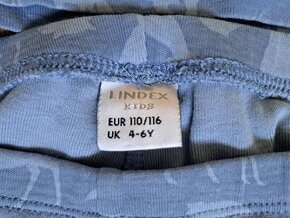 LINDEX
KIDS
EUR 110/116
UK 4-6Y